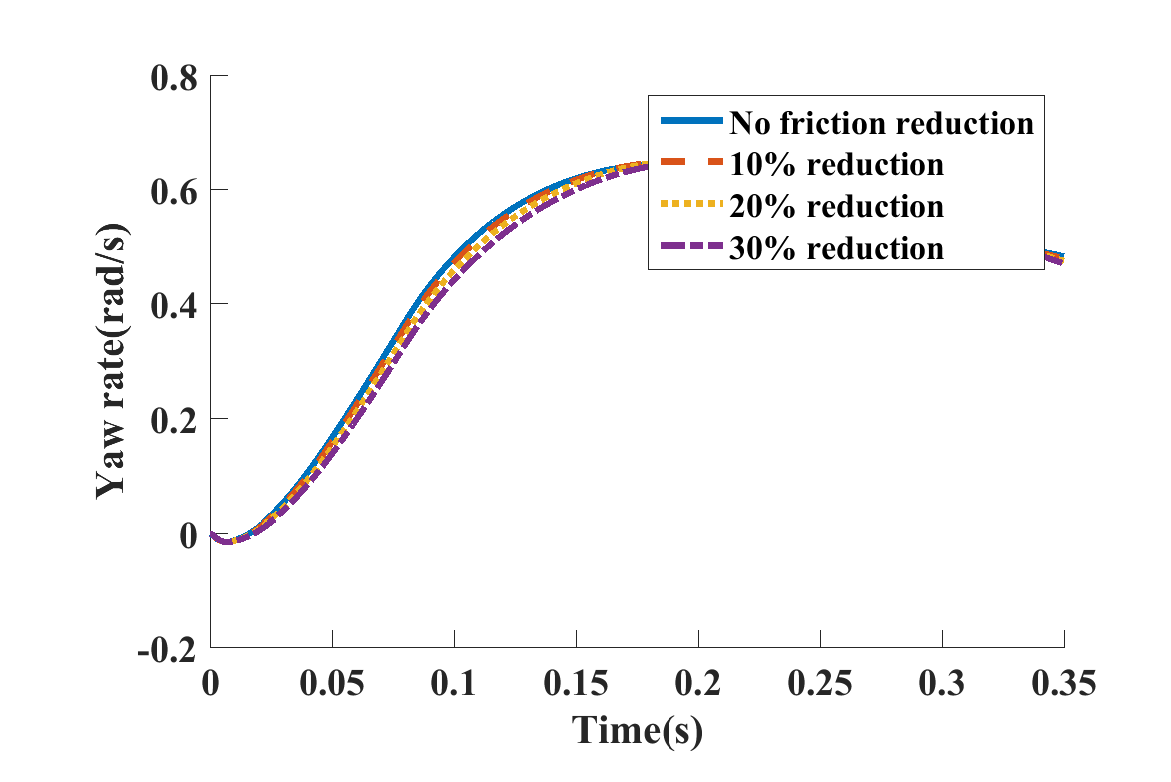 0.8
0.6
0.4
0.2
0
-0.2
Yaw rate(rad/s)
No friction reduction
10% reduction
20% reduction
30% reduction
0 0.05 0.1 0.15 0.2 0.25 0.3 0.35
Time(s)